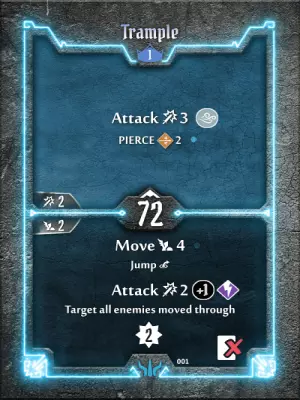 Trample
1
Attack 3
PIERCE 2
2
72
2
Move 4
Jump
Attack 2 +1
Target all enemies moved through
2
001